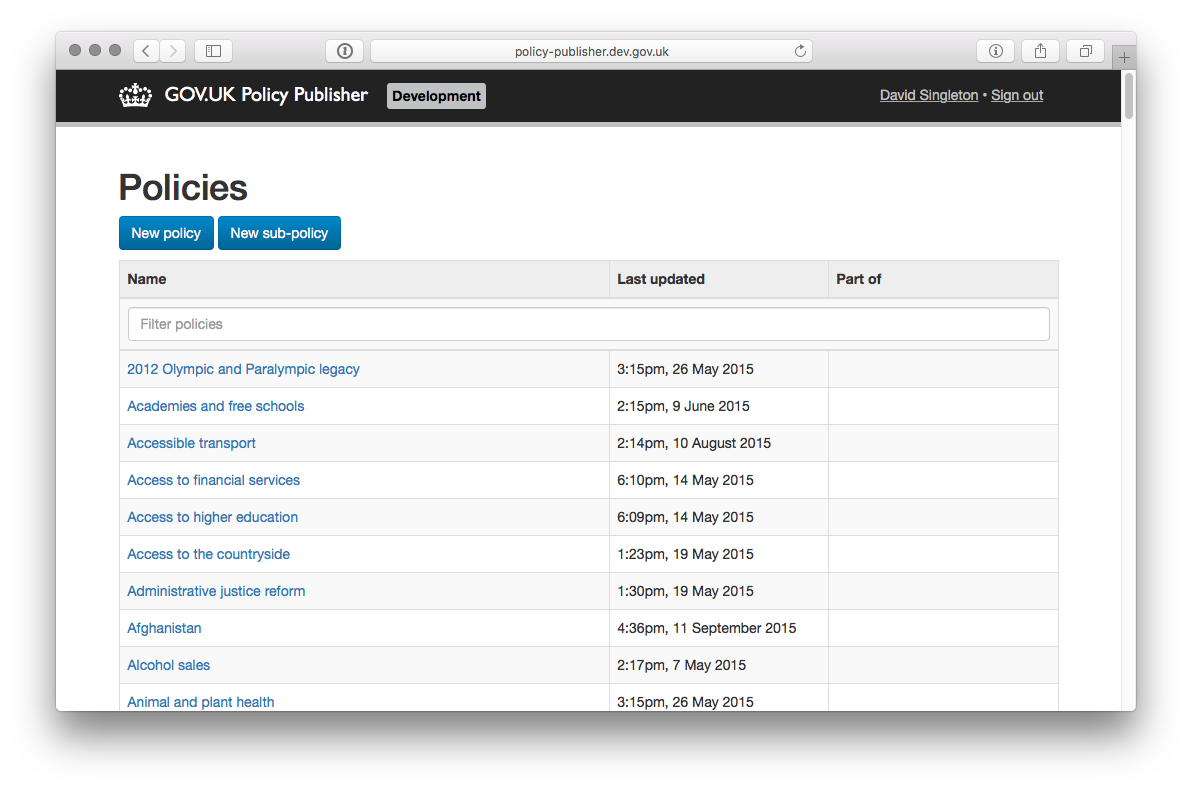 policy-publisher.dev.gov.uk
GOV.UK Policy Publisher Development David Singleton • Sign out
Policies
New policy New sub-policy
Name Last updated Part of
Filter policies
2012 Olympic and Paralympic legacy 3:15pm, 26 May 2015
Academies and free schools 2:15pm, 9 June 2015
Accessible transport 2:14pm, 10 August 2015
Access to financial services 6:10pm, 14 May 2015
Access to higher education 6:09pm, 14 May 2015
Access to the countryside 1:23pm, 19 May 2015
Administrative justice reform 1:30pm, 19 May 2015
Afghanistan 4:36pm, 11 September 2015
Alcohol sales 2:17pm, 7 May 2015
Animal and plant health 3:15pm, 26 May 2015